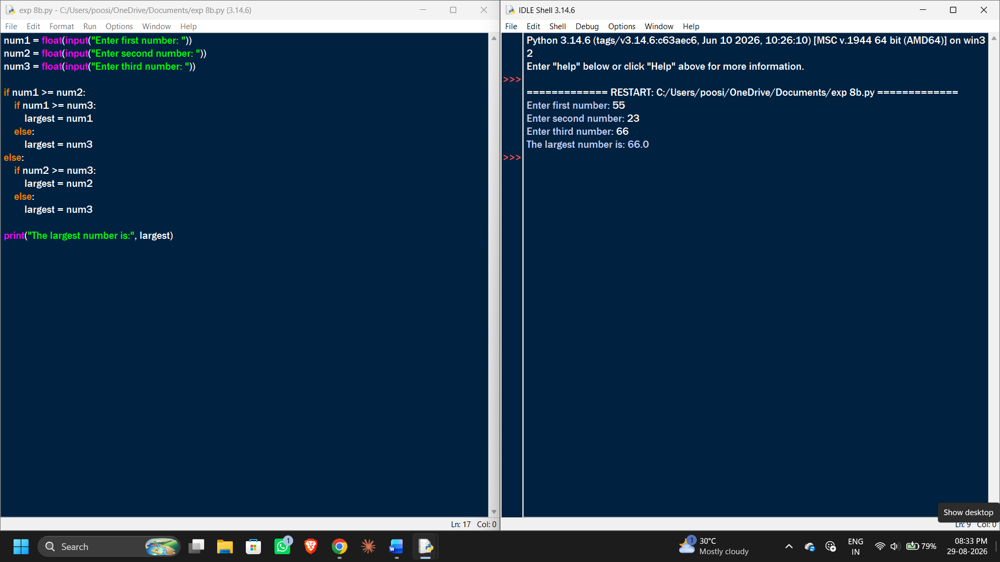 exp 8b.py - C:/Users/poosi/OneDrive/Documents/exp 8b.py (3.14.6)
File Edit Format Run Options Window Help
num1 = float(input("Enter first number: "))
num2 = float(input("Enter second number: "))
num3 = float(input("Enter third number: "))

if num1 >= num2:
    if num1 >= num3:
        largest = num1
    else:
        largest = num3
else:
    if num2 >= num3:
        largest = num2
    else:
        largest = num3

print("The largest number is:", largest)
Ln: 17 Col: 0
IDLE Shell 3.14.6
File Edit Shell Debug Options Window Help
Python 3.14.6 (tags/v3.14.6:c63aec6, Jun 10 2026, 10:26:10) [MSC v.1944 64 bit (AMD64)] on win3
2
Enter "help" below or click "Help" above for more information.
>>>
============= RESTART: C:/Users/poosi/OneDrive/Documents/exp 8b.py =============
Enter first number: 55
Enter second number: 23
Enter third number: 66
The largest number is: 66.0
>>>
Show desktop
Ln: 9 Col: 0
Search
1
W
1
30°C
Mostly cloudy
ENG
IN
79%
08:33 PM
29-08-2026